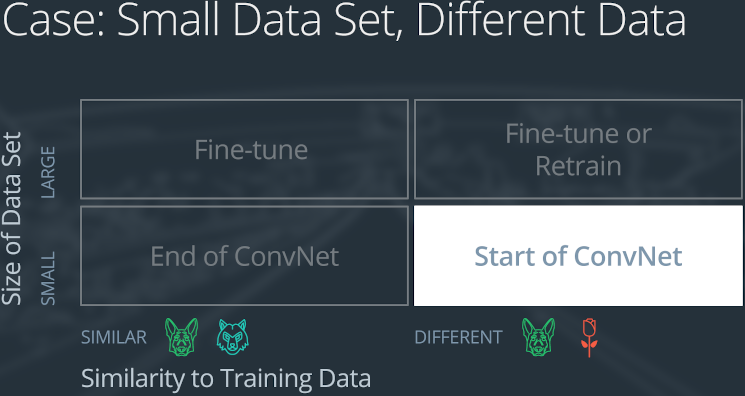 Case: Small Data Set, Different Data
Size of Data Set
LARGE
SMALL
Fine-tune
Fine-tune or
Retrain
End of ConvNet
Start of ConvNet
SIMILAR
DIFFERENT
Similarity to Training Data